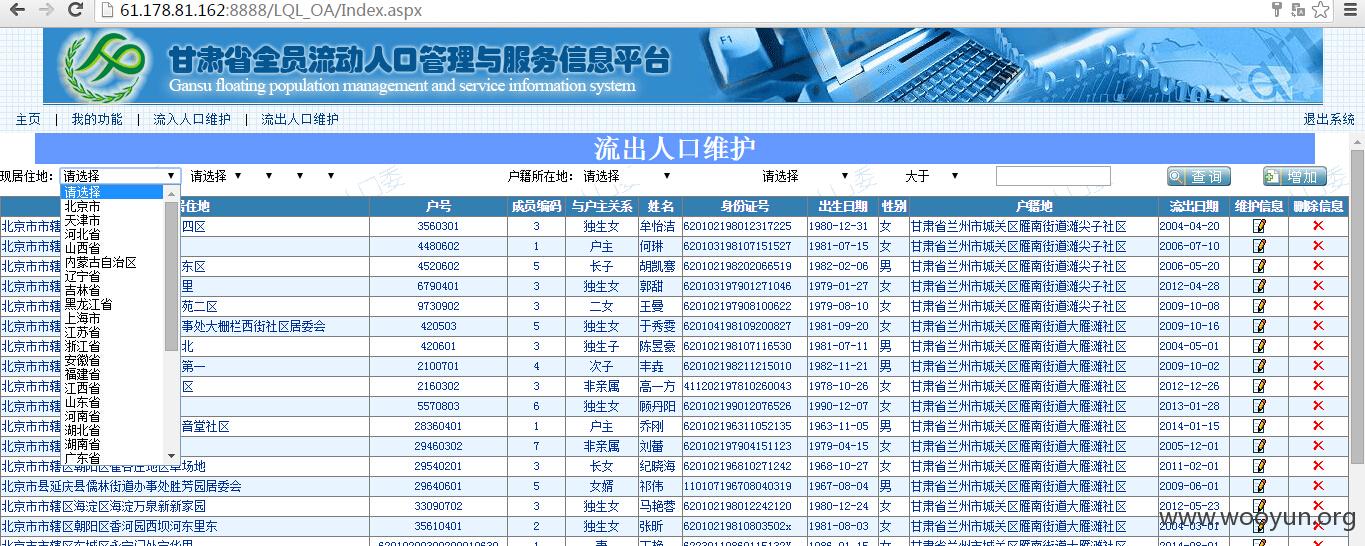 61.178.81.162:8888/LQL_OA/Index.aspx
甘肃省全员流动人口管理与服务信息平台
Gansu floating population management and service information system
主页 | 我的功能 | 流入人口维护 | 流出人口维护 退出系统
流出人口维护
现居住地: 请选择 请选择 户籍所在地: 请选择 请选择 大于 查询 增加
请选择
北京市
天津市
河北省
山西省
内蒙古自治区
辽宁省
吉林省
黑龙江省
上海市
江苏省
浙江省
安徽省
福建省
江西省
山东省
河南省
湖北省
湖南省
广东省
居住地 户号 成员编码 与户主关系 姓名 身份证号 出生日期 性别 户籍地 流出日期 维护信息 删除信息
北京市市辖 四区 3560301 3 独生女 牟怡洁 620102198012317225 1980-12-31 女 甘肃省兰州市城关区雁南街道滩尖子社区 2004-04-20
北京市市辖 4480602 1 户主 何琳 620103198107151527 1981-07-15 女 甘肃省兰州市城关区雁南街道滩尖子社区 2006-07-10
北京市市辖 东区 4520602 5 长子 胡凯骞 620102198202066519 1982-02-06 男 甘肃省兰州市城关区雁南街道滩尖子社区 2006-05-20
北京市市辖 里 6790401 3 独生女 郭甜 620103197901271046 1979-01-27 女 甘肃省兰州市城关区雁南街道滩尖子社区 2012-04-28
北京市市辖 苑二区 9730902 3 二女 王曼 620102197908100622 1979-08-10 女 甘肃省兰州市城关区雁南街道滩尖子社区 2009-10-08
北京市市辖 事处大栅栏西街社区居委会 420503 5 独生女 于秀雯 620104198109200827 1981-09-20 女 甘肃省兰州市城关区雁南街道大雁滩社区 2009-10-16
北京市市辖 北 420601 3 独生子 陈昱豪 620102198107116530 1981-07-11 男 甘肃省兰州市城关区雁南街道大雁滩社区 2004-05-01
北京市市辖 第一 2100701 4 次子 丰垚 620102198211215010 1982-11-21 男 甘肃省兰州市城关区雁南街道大雁滩社区 2009-10-02
北京市市辖 区 2160302 3 非亲属 高一方 411202197810260043 1978-10-26 女 甘肃省兰州市城关区雁南街道大雁滩社区 2012-12-26
北京市市辖 5570803 6 独生女 顾丹阳 620102199012076526 1990-12-07 女 甘肃省兰州市城关区雁南街道大雁滩社区 2013-01-28
北京市市辖 音堂社区 28360401 1 户主 乔刚 620102196311052135 1963-11-05 男 甘肃省兰州市城关区雁南街道大雁滩社区 2014-01-15
北京市市辖 29460302 7 非亲属 刘蕾 620102197904151123 1979-04-15 女 甘肃省兰州市城关区雁南街道大雁滩社区 2005-12-01
北京市市辖区朝阳区崔各庄地区草场地 29540201 3 长女 纪晓海 620102196810271242 1968-10-27 女 甘肃省兰州市城关区雁南街道大雁滩社区 2011-02-01
北京市县延庆县儒林街道办事处胜芳园居委会 29640601 5 女婿 祁伟 110107196708040319 1967-08-04 男 甘肃省兰州市城关区雁南街道大雁滩社区 2009-06-01
北京市市辖区海淀区海淀万泉新新家园 33090702 3 独生女 马艳蓉 620102198012242120 1980-12-24 女 甘肃省兰州市城关区雁南街道大雁滩社区 2012-05-23
北京市市辖区朝阳区香河园西坝河东里东 35610401 2 独生女 张昕 62010219810803502x 1981-08-03 女 甘肃省兰州市城关区雁南街道大雁滩社区 2004-03-01
www.wooyun.org